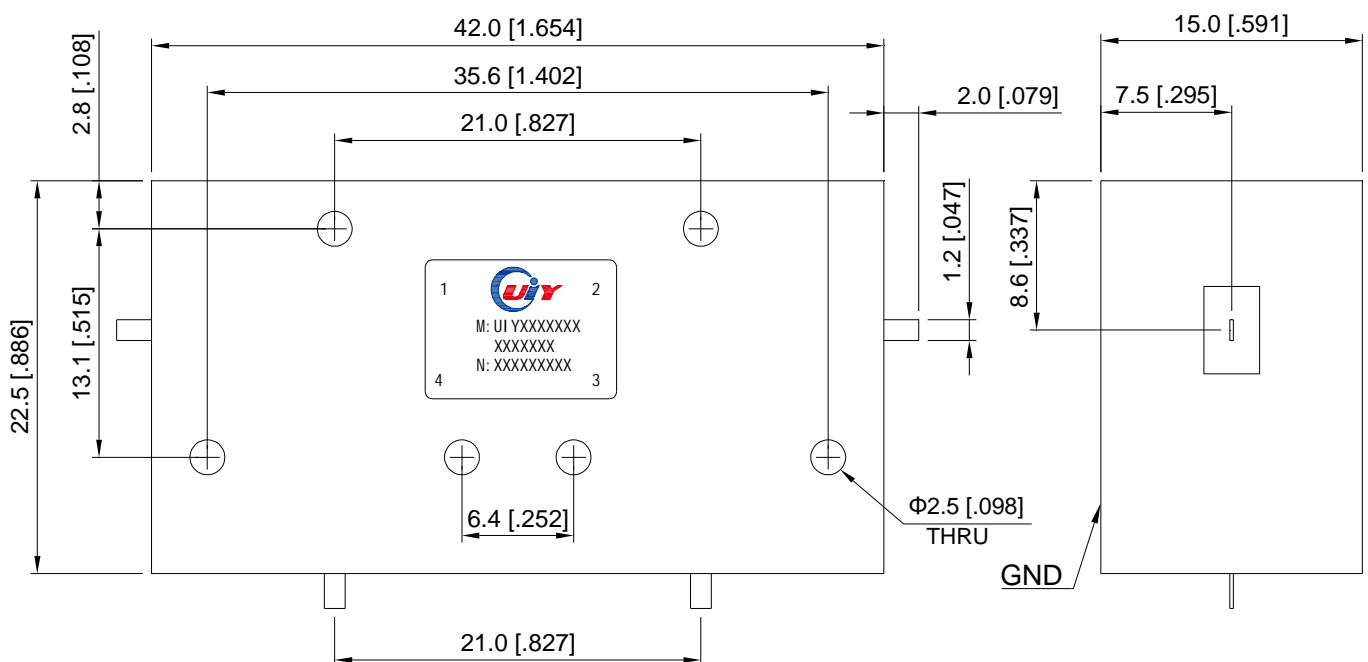 42.0 [1.654]
15.0 [.591]
2.8 [.108]
35.6 [1.402]
7.5 [.295]
2.0 [.079]
21.0 [.827]
1.2 [.047]
8.6 [.337]
22.5 [.886]
13.1 [.515]
1 UiY 2
M: UI YXXXXXXX
XXXXXXX
N: XXXXXXXXX
4 3
6.4 [.252]
Φ2.5 [.098]
THRU
GND
21.0 [.827]